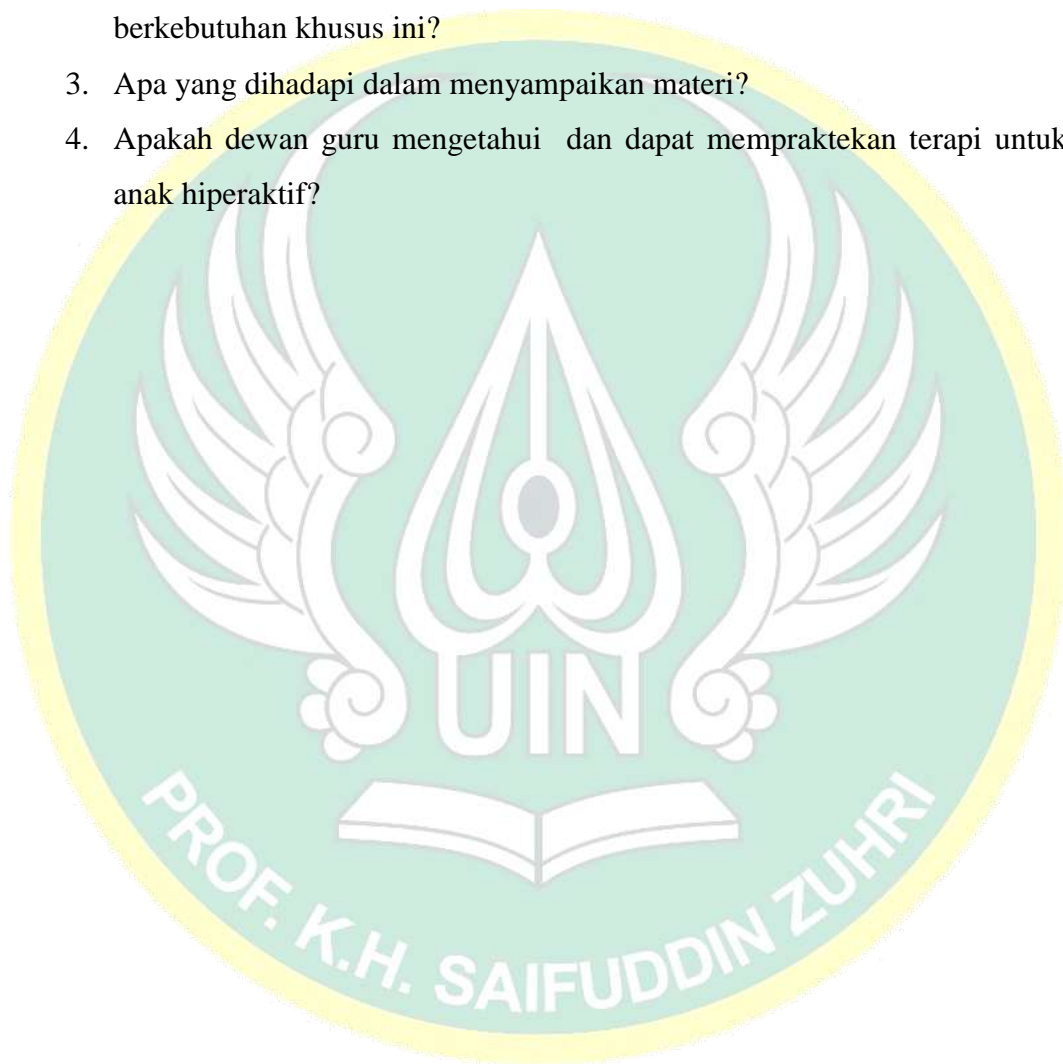 berkebutuhan khusus ini?
3. Apa yang dihadapi dalam menyampaikan materi?
4. Apakah dewan guru mengetahui dan dapat mempraktekan terapi untuk
anak hiperaktif?
UIN
PROF. K.H. SAIFUDDIN ZUHRI